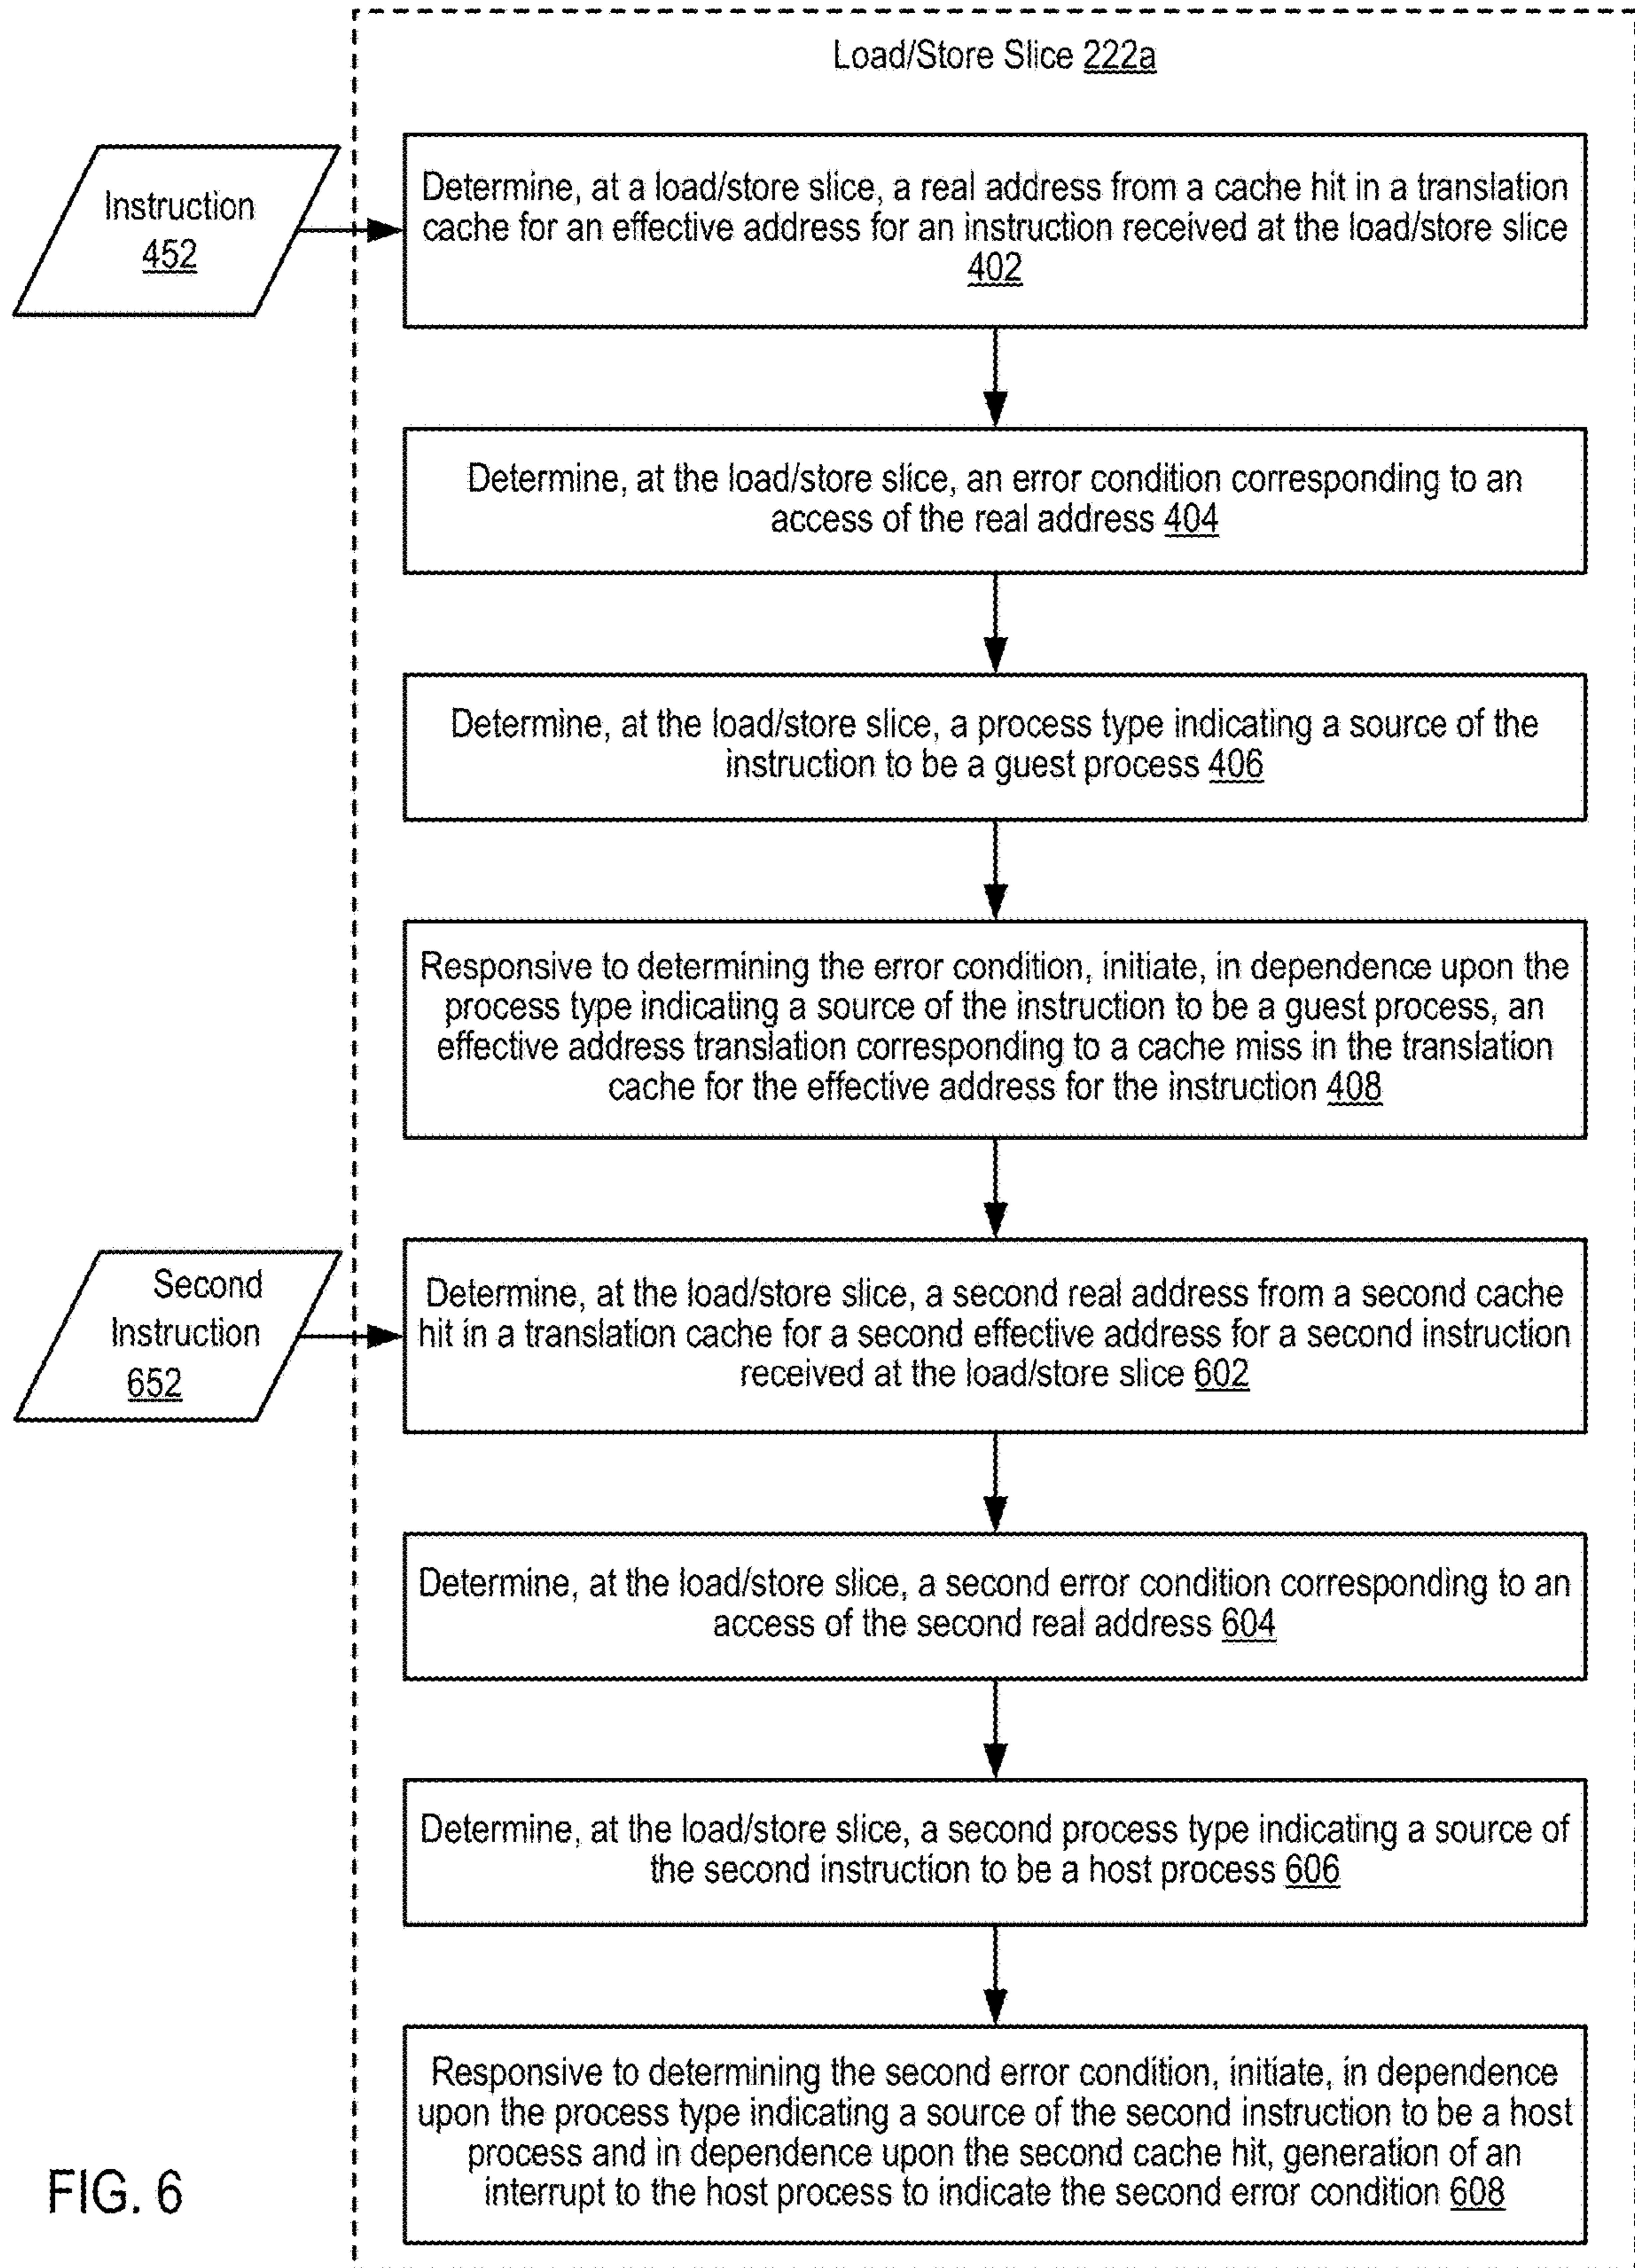 Load/Store Slice 222a
Instruction
452
Determine, at a load/store slice, a real address from a cache hit in a translation
cache for an effective address for an instruction received at the load/store slice
402
Determine, at the load/store slice, an error condition corresponding to an
access of the real address 404
Determine, at the load/store slice, a process type indicating a source of the
instruction to be a guest process 406
Responsive to determining the error condition, initiate, in dependence upon the
process type indicating a source of the instruction to be a guest process, an
effective address translation corresponding to a cache miss in the translation
cache for the effective address for the instruction 408
Second
Instruction
652
Determine, at the load/store slice, a second real address from a second cache
hit in a translation cache for a second effective address for a second instruction
received at the load/store slice 602
Determine, at the load/store slice, a second error condition corresponding to an
access of the second real address 604
Determine, at the load/store slice, a second process type indicating a source of
the second instruction to be a host process 606
Responsive to determining the second error condition, initiate, in dependence
upon the process type indicating a source of the second instruction to be a host
process and in dependence upon the second cache hit, generation of an
interrupt to the host process to indicate the second error condition 608
FIG. 6